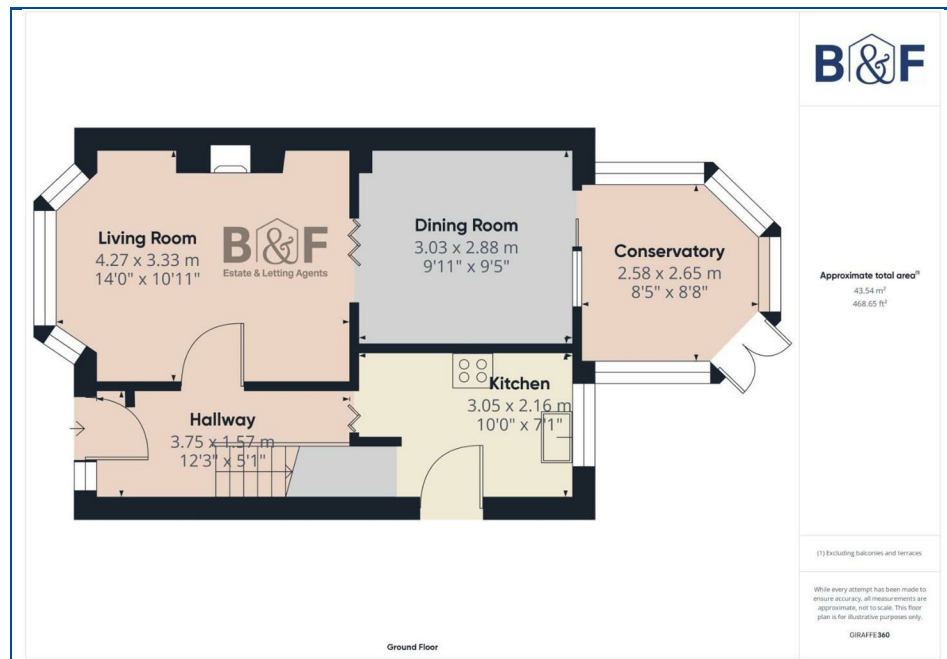 B&F
Living Room
4.27 x 3.33 m
14'0" x 10'11"
B&F
Estate & Letting Agents
Dining Room
3.03 x 2.88 m
9'11" x 9'5"
Conservatory
2.58 x 2.65 m
8'5" x 8'8"
Kitchen
3.05 x 2.16 m
10'0" x 7'1"
Hallway
3.75 x 1.57 m
12'3" x 5'1"
Approximate total area(1)
43.54 m²
468.65 ft²
(1) Excluding balconies and terraces
While every attempt has been made to
ensure accuracy, all measurements are
approximate, not to scale. This floor
plan is for illustrative purposes only.
GIRAFFE360
Ground Floor